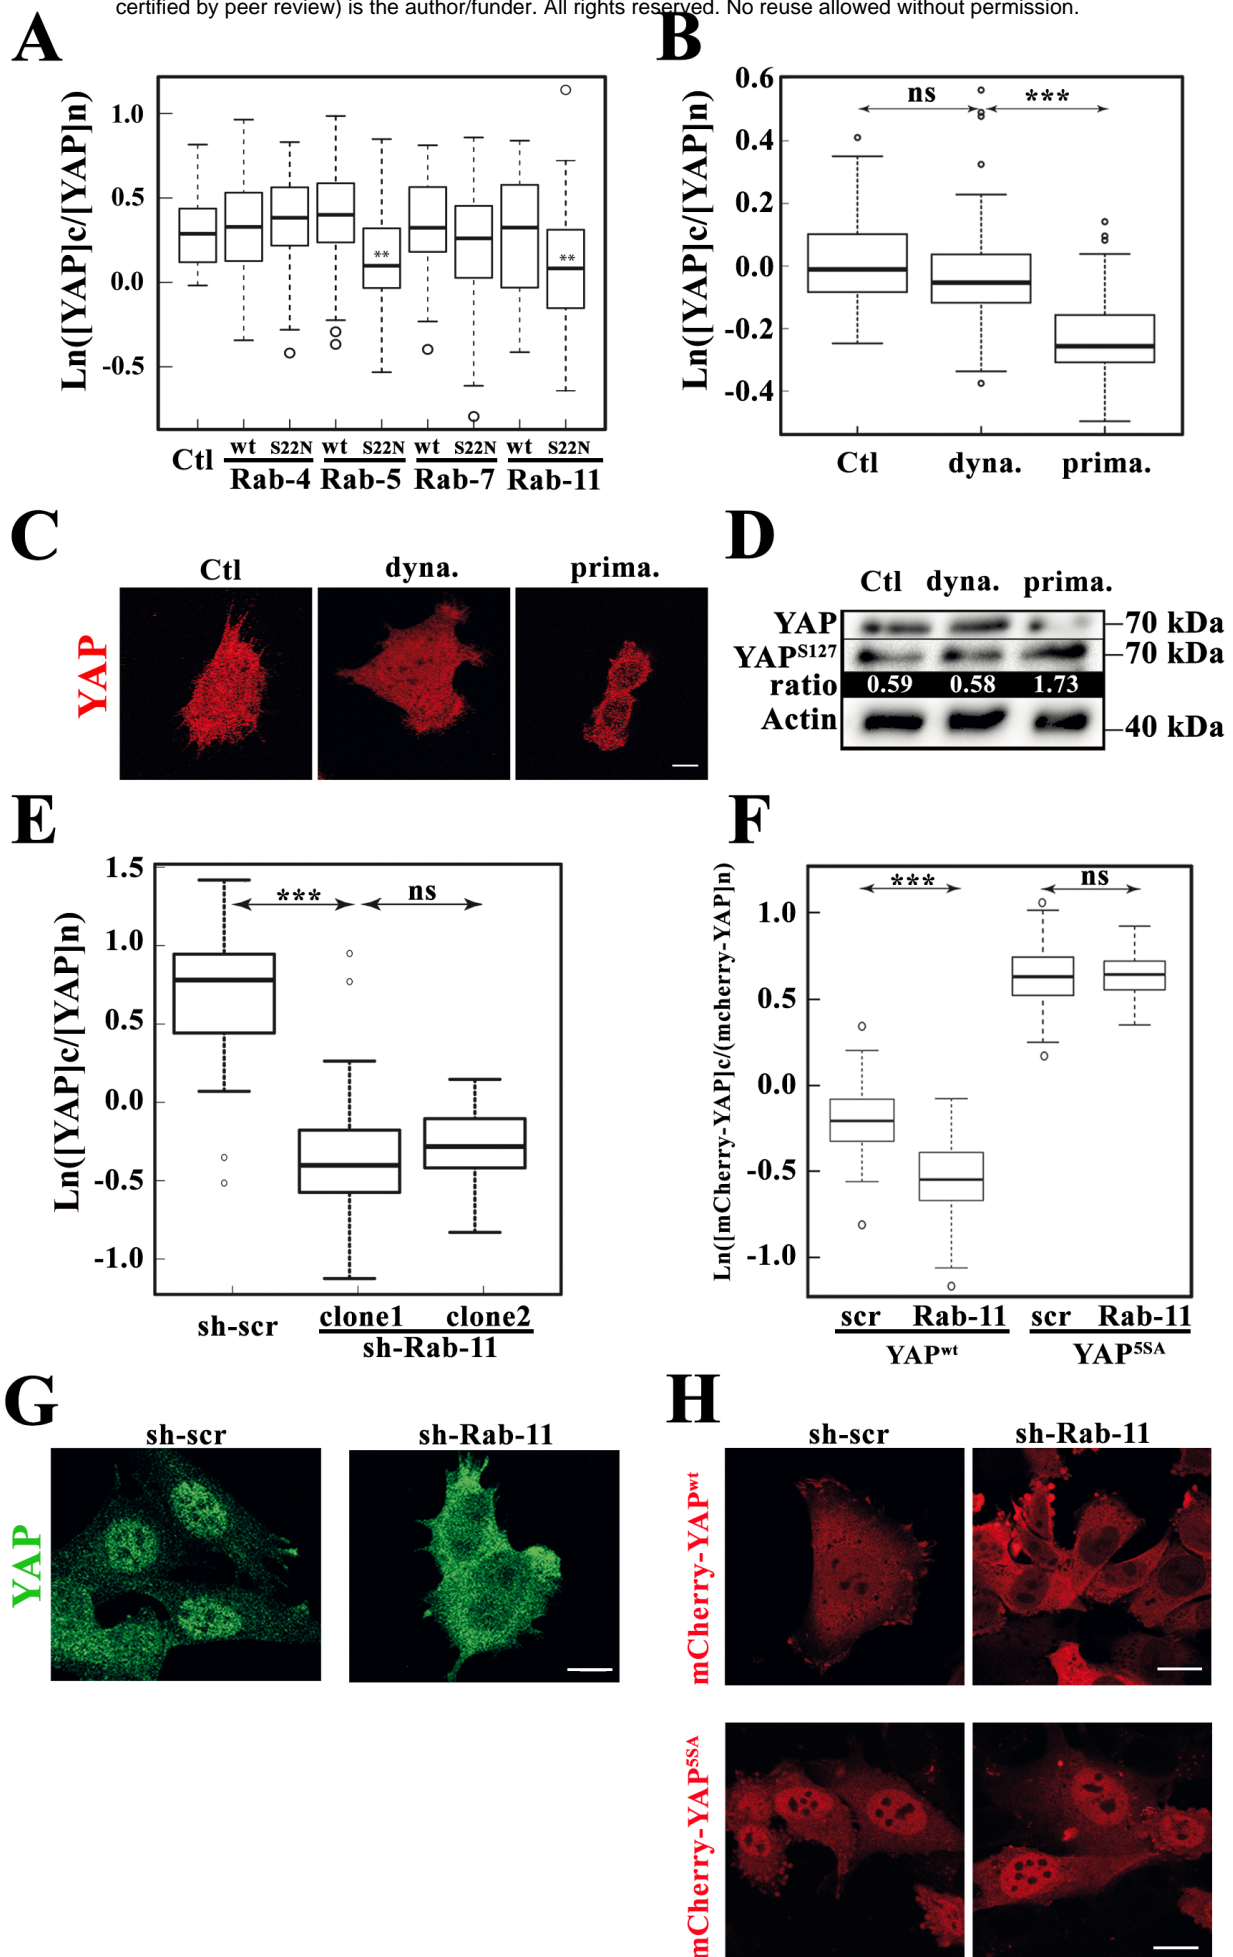 certified by peer review) is the author/funder. All rights reserved. No reuse allowed without permission.
A
Ln([YAP]c/[YAP]n)
1.0
0.5
0.0
-0.5
**
**
Ctl
wt S22N wt S22N wt S22N wt S22N
Rab-4 Rab-5 Rab-7 Rab-11
B
Ln([YAP]c/[YAP]n)
0.6
0.4
0.2
0.0
-0.2
-0.4
ns ***
Ctl dyna. prima.
C
Ctl dyna. prima.
YAP
D
Ctl dyna. prima.
YAP 70 kDa
YAPS127 70 kDa
ratio 0.59 0.58 1.73
Actin 40 kDa
E
Ln([YAP]c/[YAP]n)
1.5
1.0
0.5
0.0
-0.5
-1.0
*** ns
sh-scr clone1 clone2
sh-Rab-11
F
Ln([mCherry-YAP]c/(mcherry-YAP]n)
1.0
0.5
0.0
-0.5
-1.0
*** ns
scr Rab-11 scr Rab-11
YAPwt YAP5SA
G
sh-scr sh-Rab-11
YAP
H
sh-scr sh-Rab-11
mCherry-YAPwt
mCherry-YAP5SA